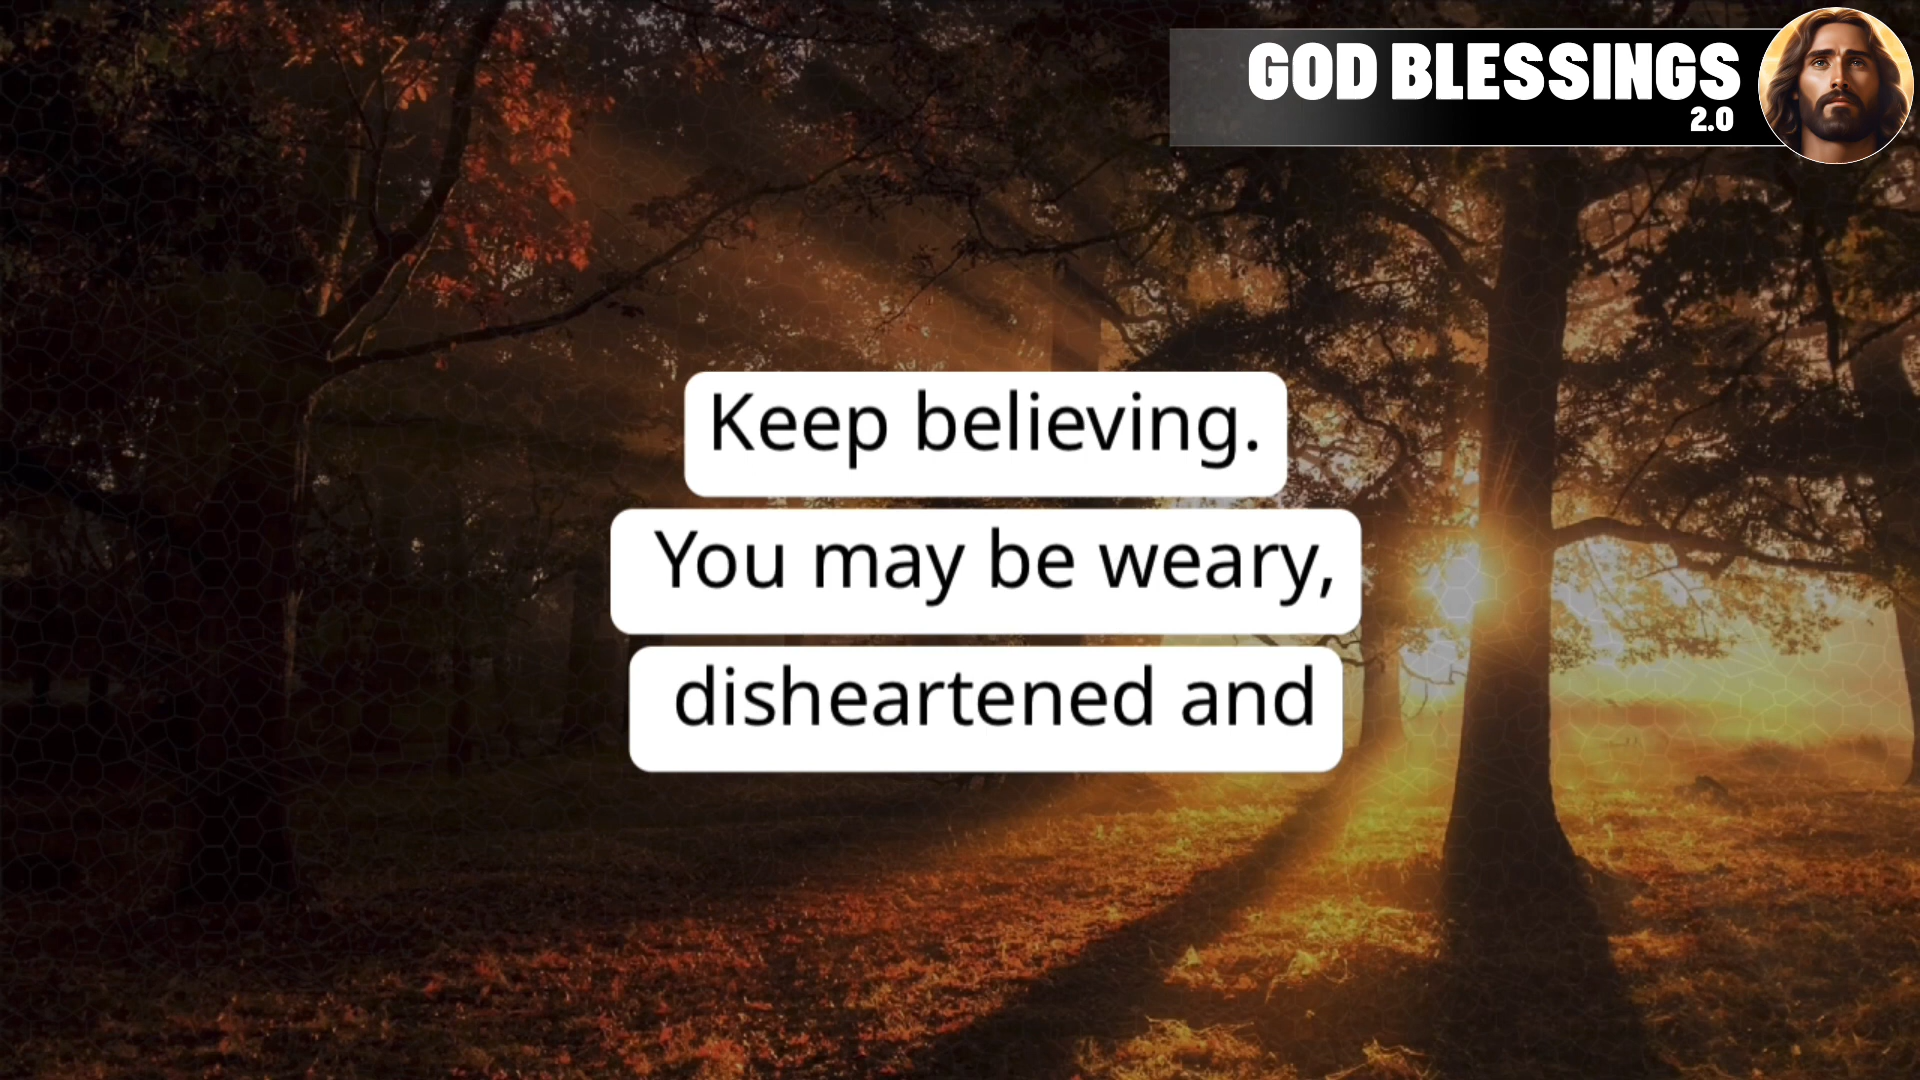 GOD BLESSINGS
2.0
Keep believing.
You may be weary,
disheartened and